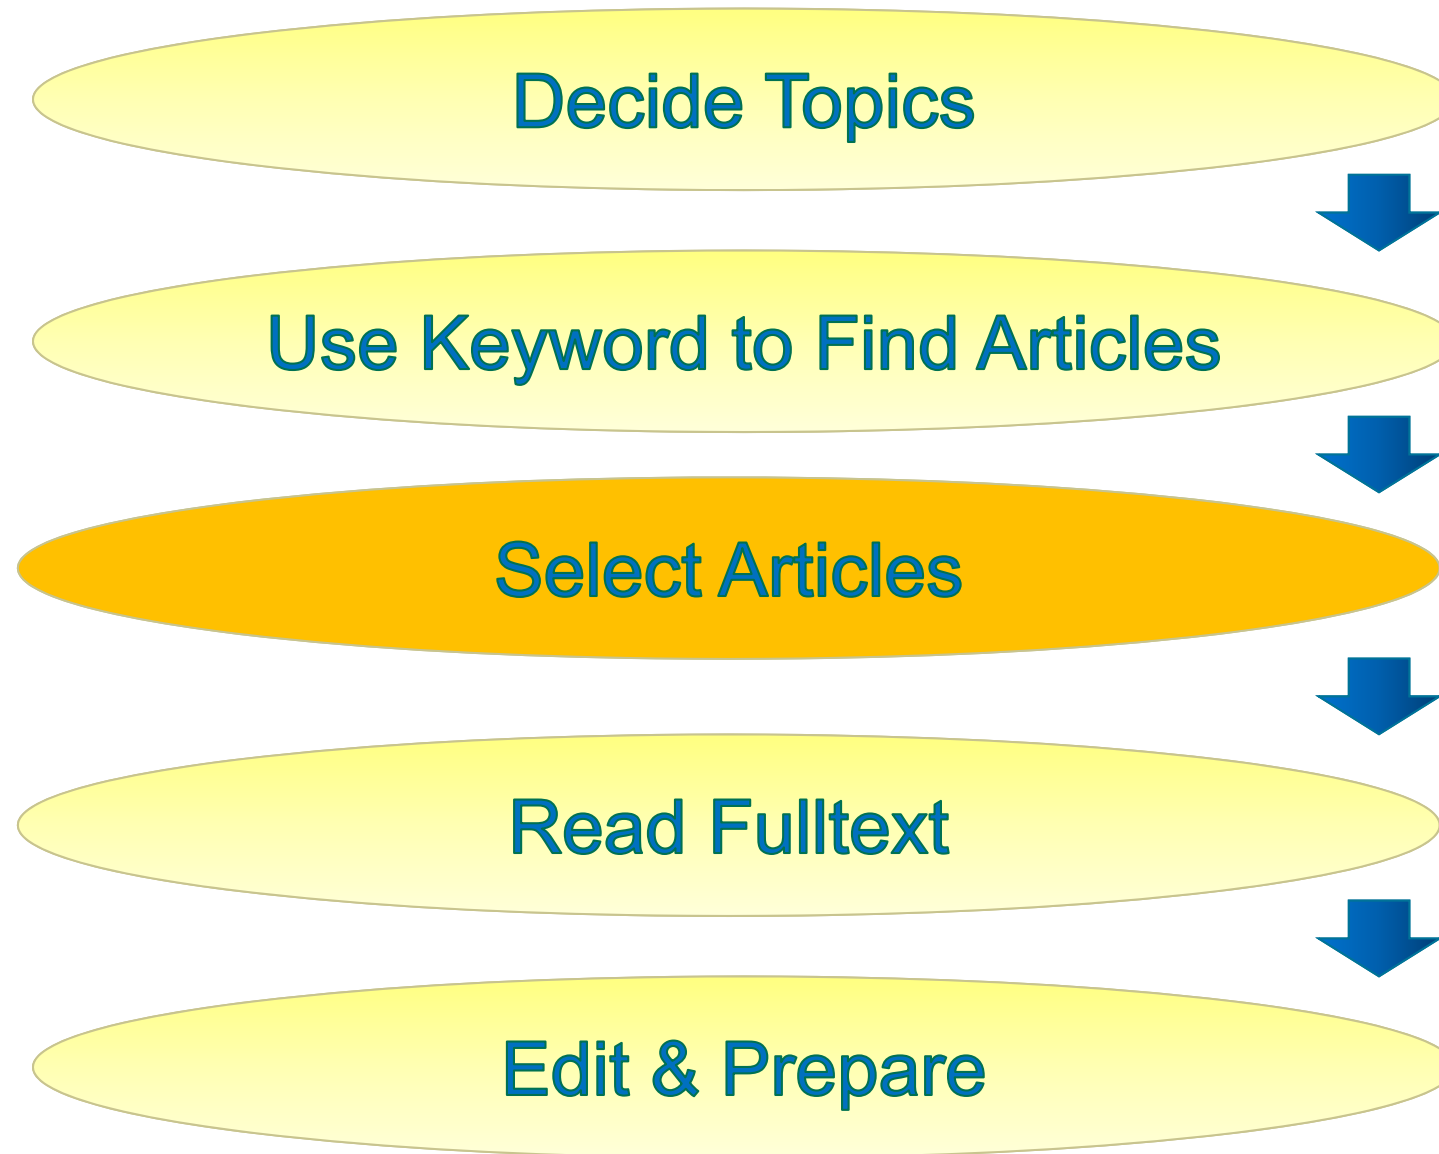 Decide Topics
Use Keyword to Find Articles
Select Articles
Read Fulltext
Edit & Prepare